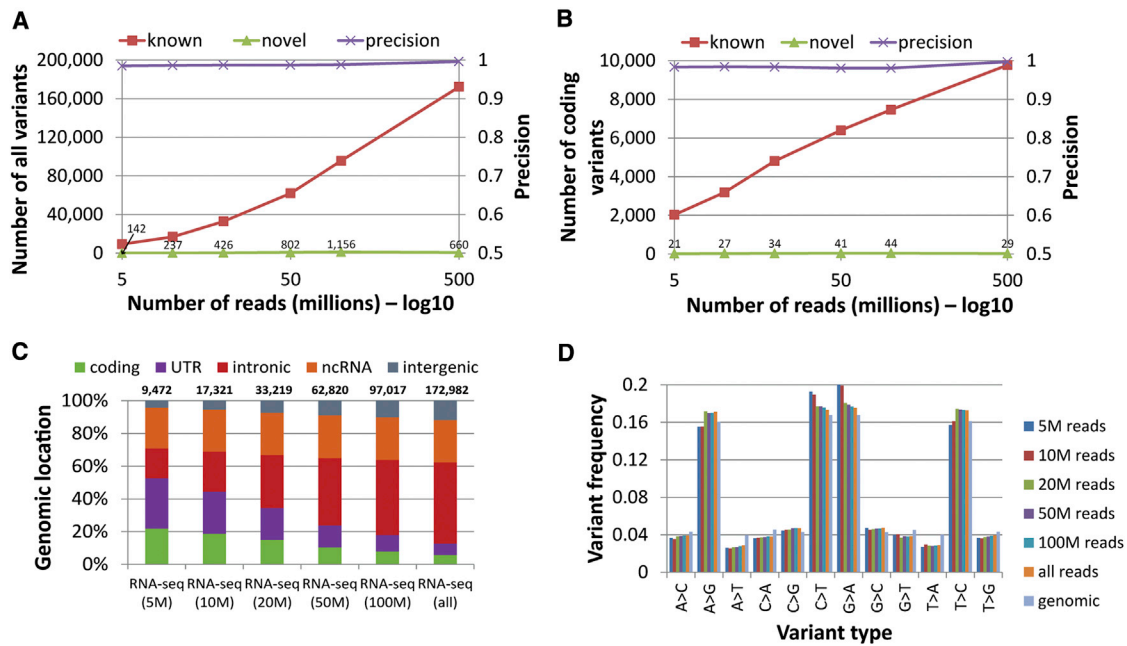 A
known novel precision
Number of all variants
200,000
160,000
120,000
80,000
40,000
0
142
237
426
802
1,156
660
1
0.9
0.8
0.7
0.6
0.5
Precision
5 50 500
Number of reads (millions) – log10
B
known novel precision
Number of coding
variants
10,000
8,000
6,000
4,000
2,000
0
21
27
34
41
44
29
1
0.9
0.8
0.7
0.6
0.5
Precision
5 50 500
Number of reads (millions) – log10
C
coding UTR intronic ncRNA intergenic
9,472 17,321 33,219 62,820 97,017 172,982
Genomic location
100%
80%
60%
40%
20%
0%
RNA-seq RNA-seq RNA-seq RNA-seq RNA-seq RNA-seq
(5M) (10M) (20M) (50M) (100M) (all)
D
Variant frequency
0.2
0.16
0.12
0.08
0.04
0
A>C
A>G
A>T
C>A
C>G
C>T
G>A
G>C
G>T
T>A
T>C
T>G
Variant type
5M reads
10M reads
20M reads
50M reads
100M reads
all reads
genomic